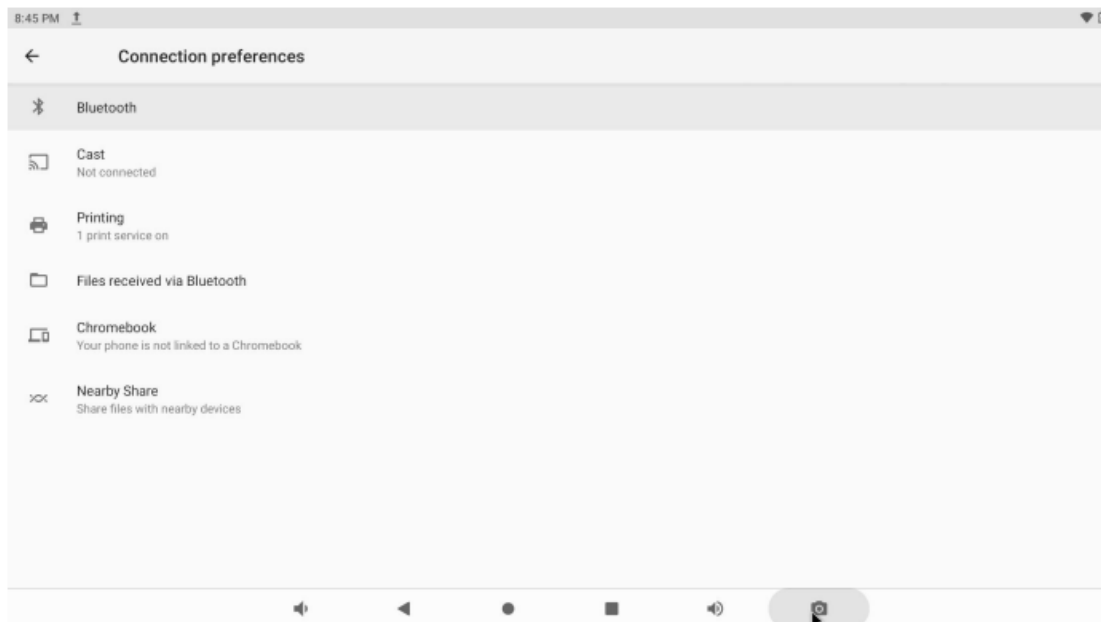 8:45 PM
Connection preferences
Bluetooth
Cast
Not connected
Printing
1 print service on
Files received via Bluetooth
Chromebook
Your phone is not linked to a Chromebook
Nearby Share
Share files with nearby devices